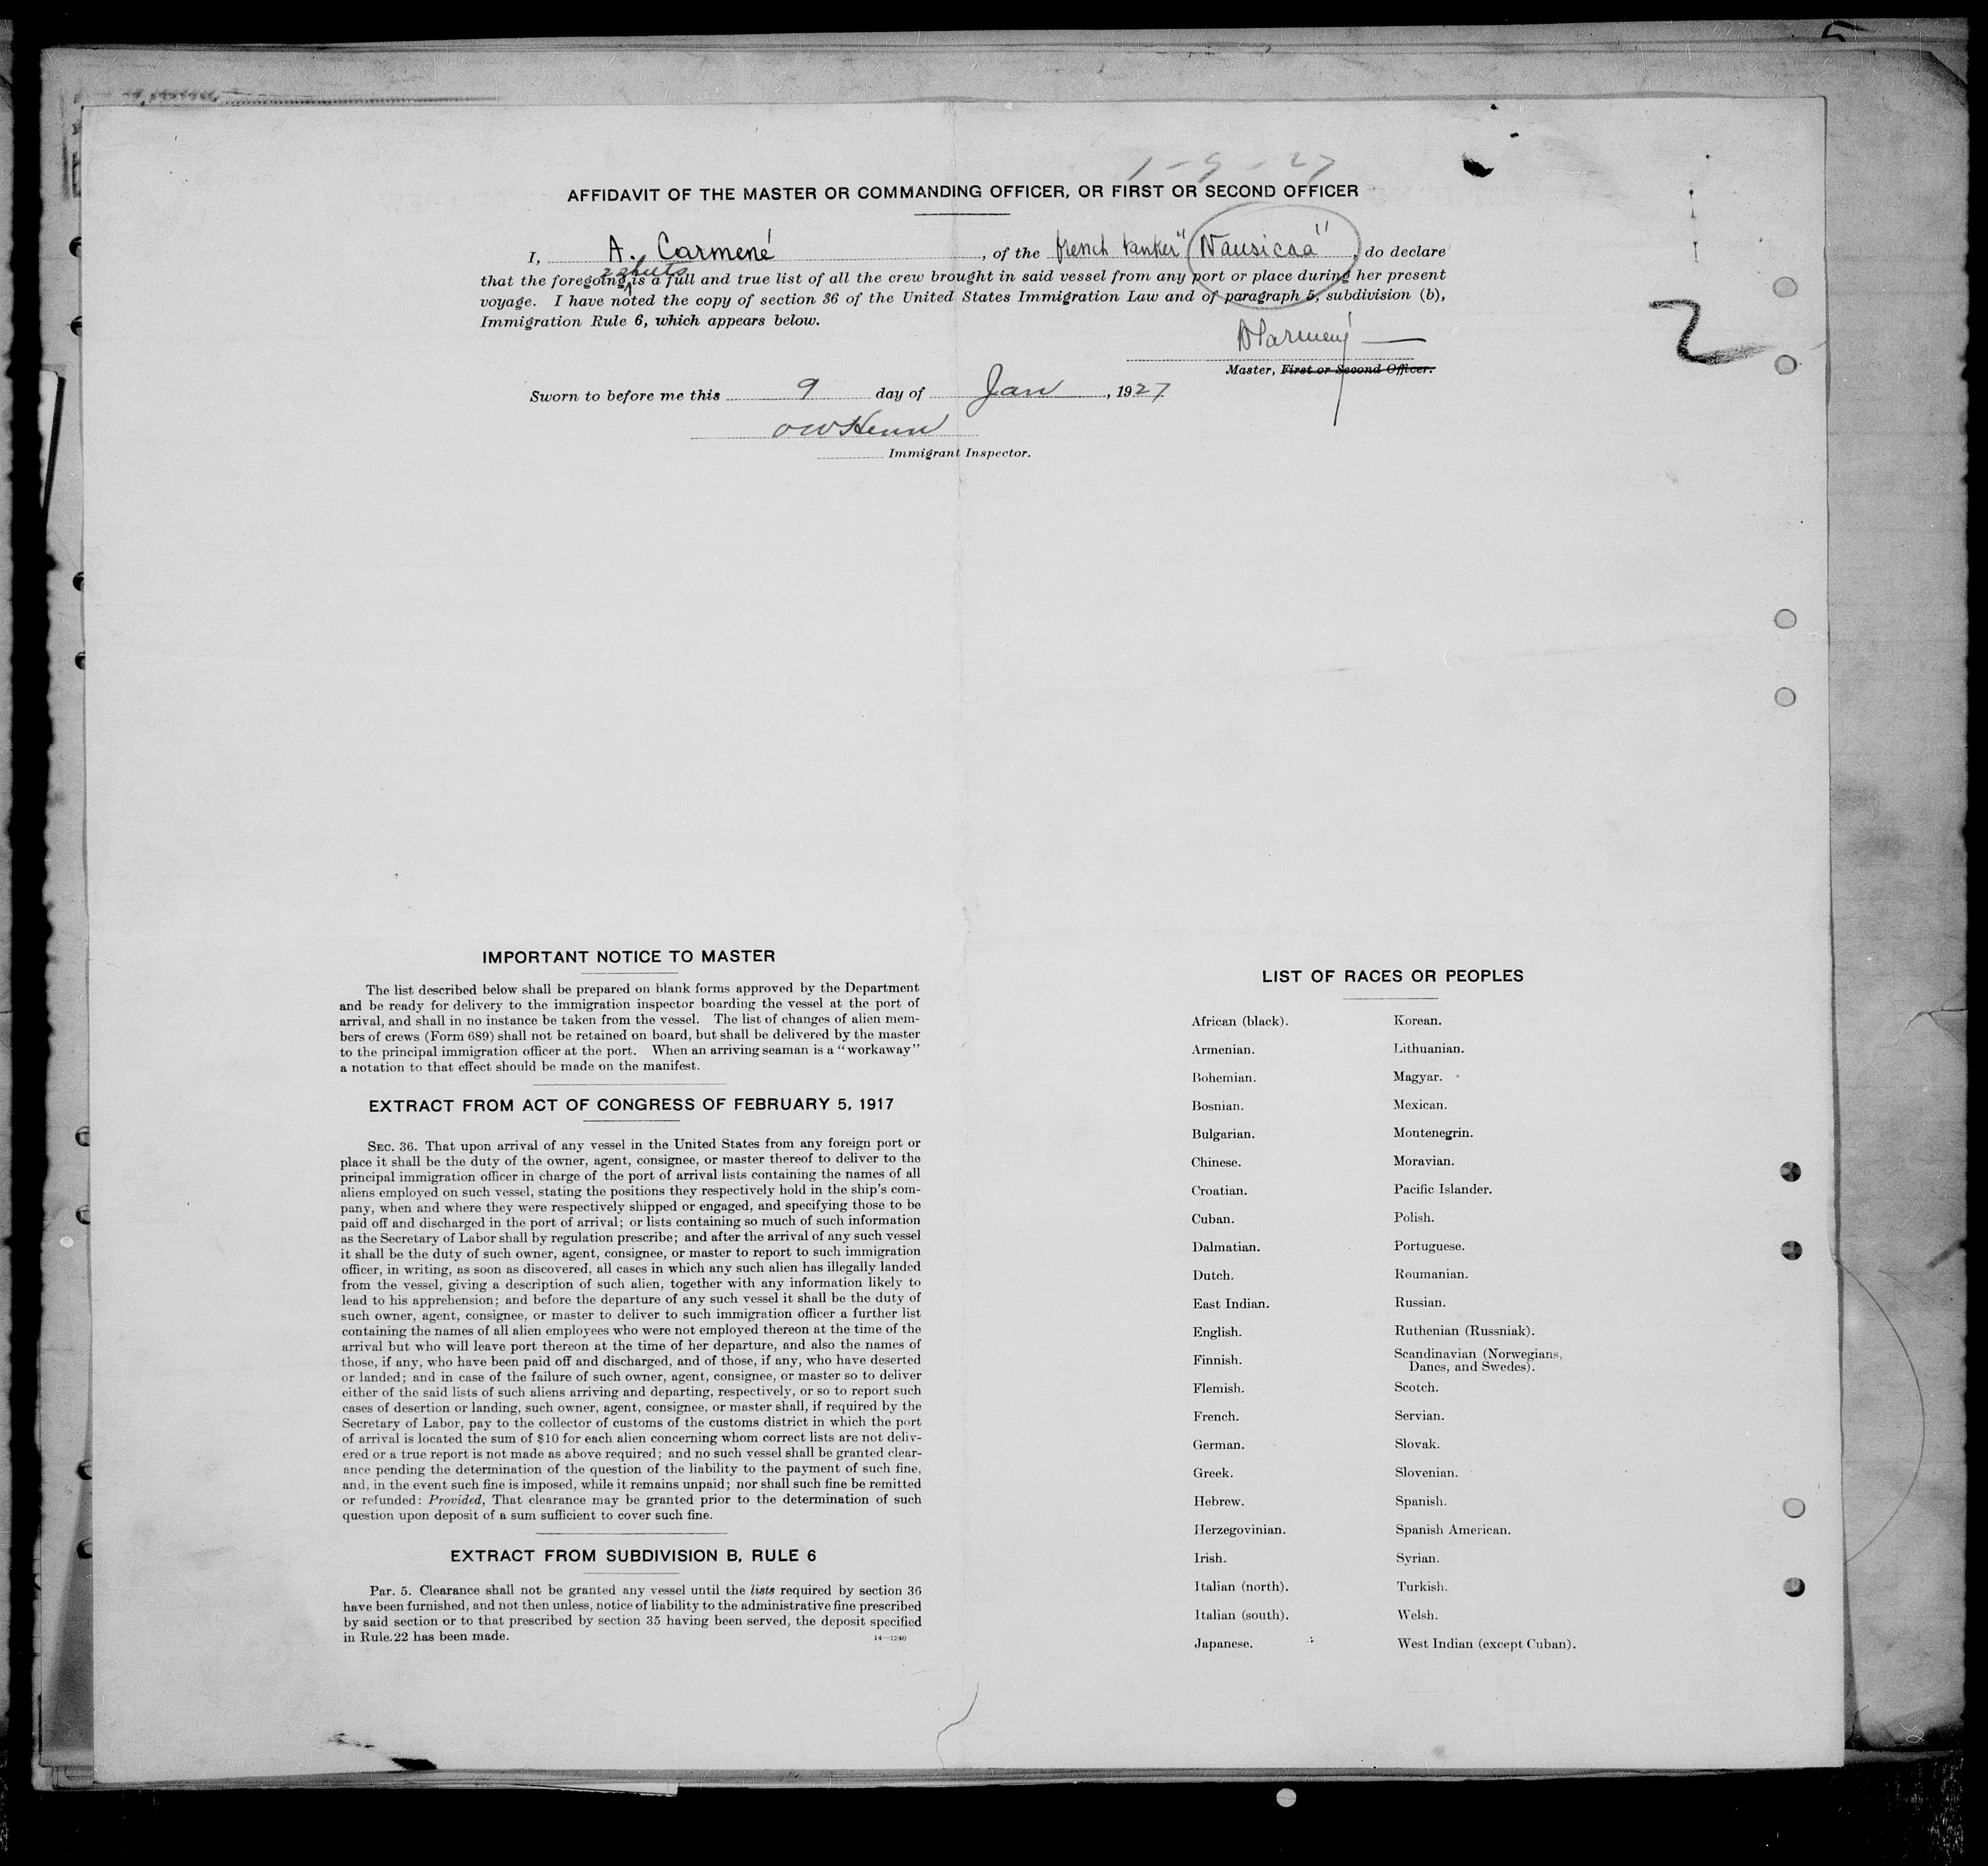 1-9-27
AFFIDAVIT OF THE MASTER OR COMMANDING OFFICER, OR FIRST OR SECOND OFFICER
I, A. Carmené, of the french tanker "Nausicaa", do declare
2 sheets
that the foregoing is a full and true list of all the crew brought in said vessel from any port or place during her present
voyage. I have noted the copy of section 36 of the United States Immigration Law and of paragraph 5, subdivision (b),
Immigration Rule 6, which appears below.
2
Master, First or Second Officer.
Sworn to before me this 9 day of Jan, 1927
Immigrant Inspector.
IMPORTANT NOTICE TO MASTER
The list described below shall be prepared on blank forms approved by the Department
and be ready for delivery to the immigration inspector boarding the vessel at the port of
arrival, and shall in no instance be taken from the vessel. The list of changes of alien mem-
bers of crews (Form 689) shall not be retained on board, but shall be delivered by the master
to the principal immigration officer at the port. When an arriving seaman is a "workaway"
a notation to that effect should be made on the manifest.
EXTRACT FROM ACT OF CONGRESS OF FEBRUARY 5, 1917
SEC. 36. That upon arrival of any vessel in the United States from any foreign port or
place it shall be the duty of the owner, agent, consignee, or master thereof to deliver to the
principal immigration officer in charge of the port of arrival lists containing the names of all
aliens employed on such vessel, stating the positions they respectively hold in the ship's com-
pany, when and where they were respectively shipped or engaged, and specifying those to be
paid off and discharged in the port of arrival; or lists containing so much of such information
as the Secretary of Labor shall by regulation prescribe; and after the arrival of any such vessel
it shall be the duty of such owner, agent, consignee, or master to report to such immigration
officer, in writing, as soon as discovered, all cases in which any such alien has illegally landed
from the vessel, giving a description of such alien, together with any information likely to
lead to his apprehension; and before the departure of any such vessel it shall be the duty of
such owner, agent, consignee, or master to deliver to such immigration officer a further list
containing the names of all alien employees who were not employed thereon at the time of the
arrival but who will leave port thereon at the time of her departure, and also the names of
those, if any, who have been paid off and discharged, and of those, if any, who have deserted
or landed; and in case of the failure of such owner, agent, consignee, or master so to deliver
either of the said lists of such aliens arriving and departing, respectively, or so to report such
cases of desertion or landing, such owner, agent, consignee, or master shall, if required by the
Secretary of Labor, pay to the collector of customs of the customs district in which the port
of arrival is located the sum of $10 for each alien concerning whom correct lists are not deliv-
ered or a true report is not made as above required; and no such vessel shall be granted clear-
ance pending the determination of the question of the liability to the payment of such fine,
and, in the event such fine is imposed, while it remains unpaid; nor shall such fine be remitted
or refunded: Provided, That clearance may be granted prior to the determination of such
question upon deposit of a sum sufficient to cover such fine.
EXTRACT FROM SUBDIVISION B, RULE 6
Par. 5. Clearance shall not be granted any vessel until the lists required by section 36
have been furnished, and not then unless, notice of liability to the administrative fine prescribed
by said section or to that prescribed by section 35 having been served, the deposit specified
in Rule 22 has been made.
14—1240
LIST OF RACES OR PEOPLES
African (black).
Armenian.
Bohemian.
Bosnian.
Bulgarian.
Chinese.
Croatian.
Cuban.
Dalmatian.
Dutch.
East Indian.
English.
Finnish.
Flemish.
French.
German.
Greek.
Hebrew.
Herzegovinian.
Irish.
Italian (north).
Italian (south).
Japanese.
Korean.
Lithuanian.
Magyar.
Mexican.
Montenegrin.
Moravian.
Pacific Islander.
Polish.
Portuguese.
Roumanian.
Russian.
Ruthenian (Russniak).
Scandinavian (Norwegians,
Danes, and Swedes).
Scotch.
Servian.
Slovak.
Slovenian.
Spanish.
Spanish American.
Syrian.
Turkish.
Welsh.
West Indian (except Cuban).